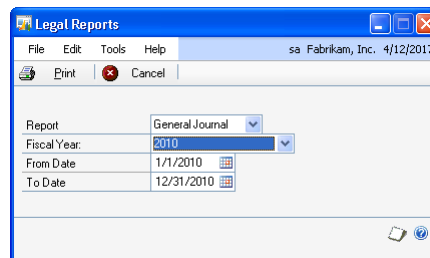 Legal Reports
File Edit Tools Help sa Fabrikam, Inc. 4/12/2017
Print Cancel
Report General Journal
Fiscal Year: 2010
From Date 1/1/2010
To Date 12/31/2010